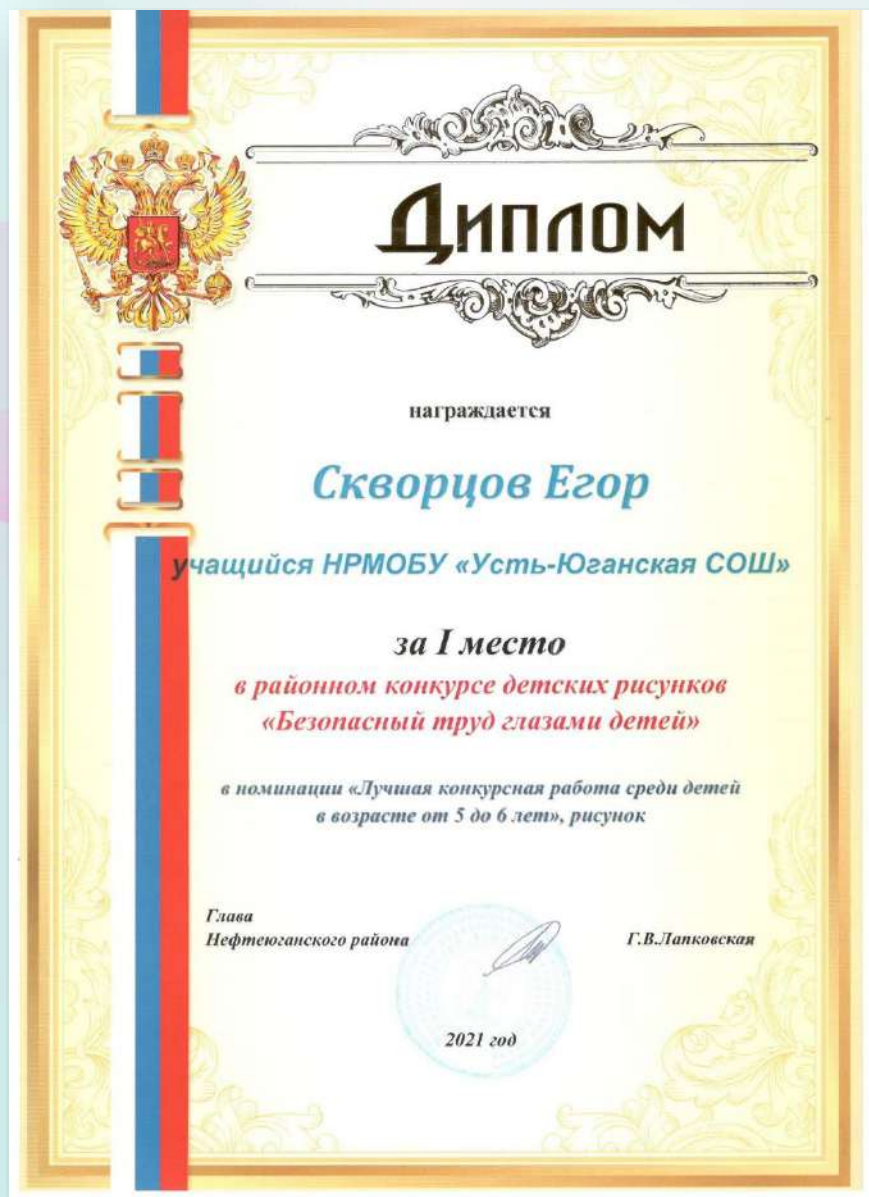 Диплом
награждается
Скворцов Егор
учащийся НРМОБУ «Усть-Юганская СОШ»
за I место
в районном конкурсе детских рисунков
«Безопасный труд глазами детей»
в номинации «Лучшая конкурсная работа среди детей
в возрасте от 5 до 6 лет», рисунок
Глава
Нефтеюганского района
Г.В.Лапковская
2021 год